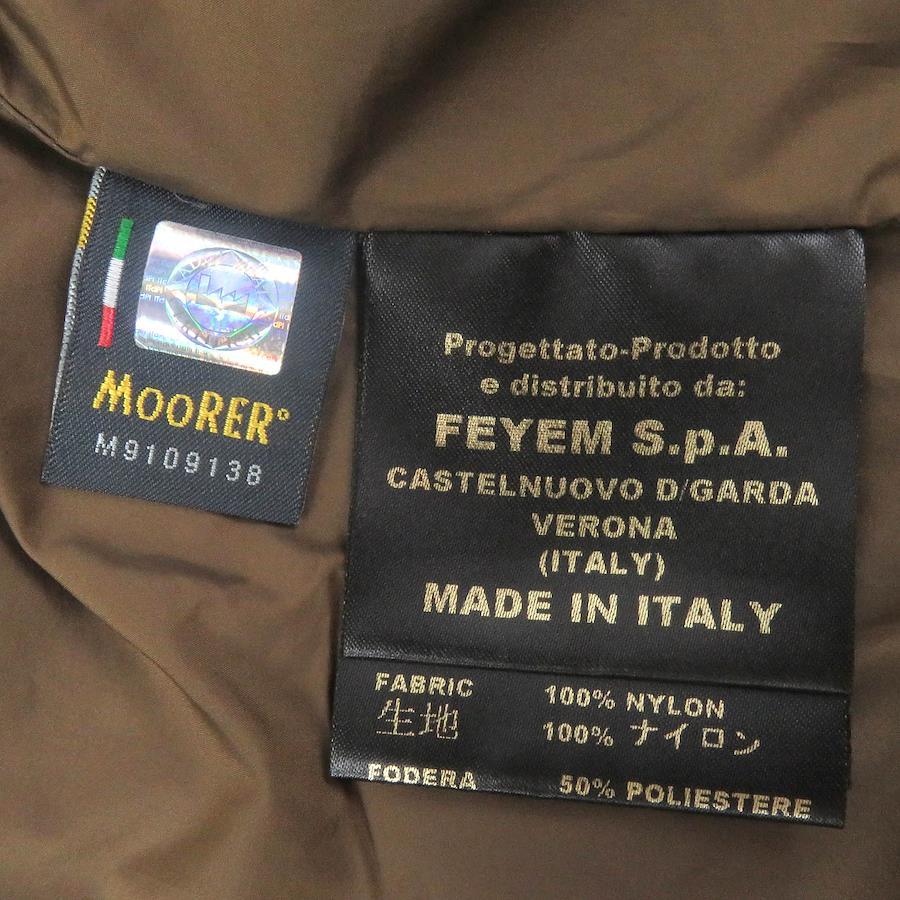 MOORER°
M9109138
Progettato-Prodotto
e distribuito da:
FEYEM S.p.A.
CASTELNUOVO D/GARDA
VERONA
(ITALY)
MADE IN ITALY
FABRIC 100% NYLON
生地 100% ナイロン
FODERA 50% POLIESTERE